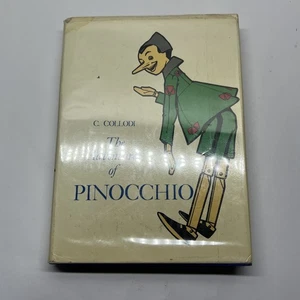 C. COLLODI
The
of
PINOCCHIO